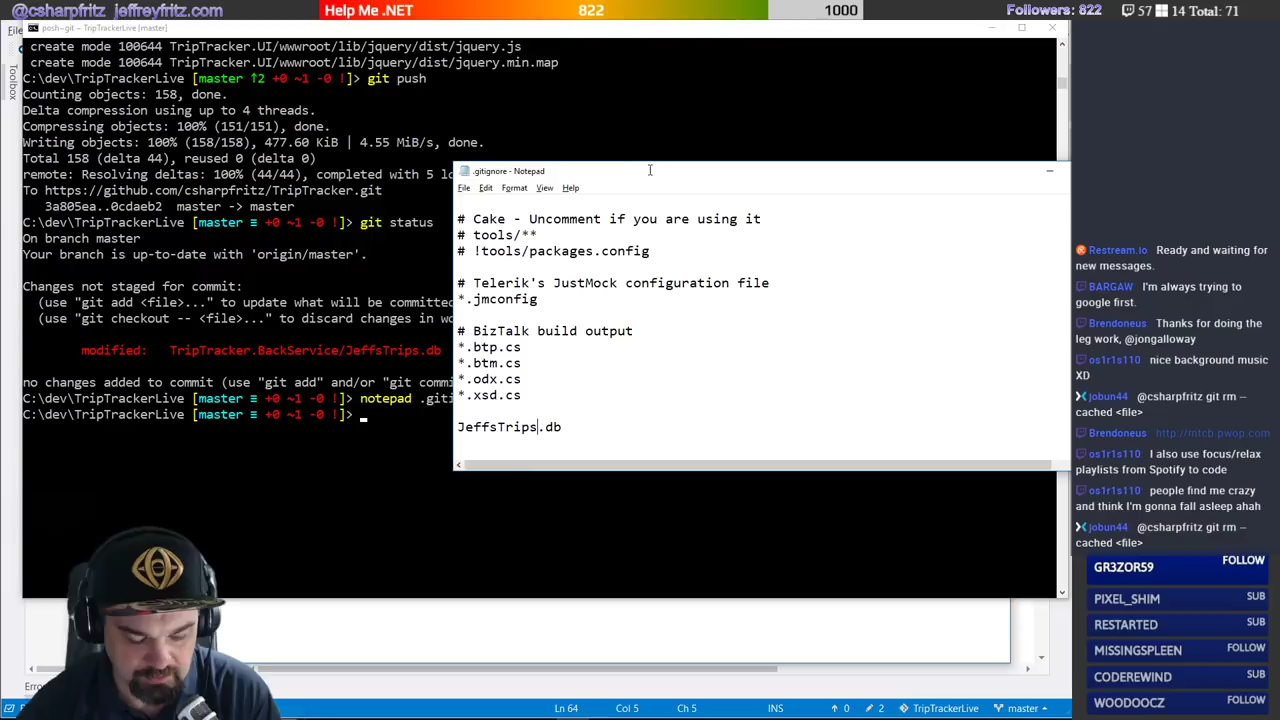 @csharpfritz jeffreyfritz.com
Help Me .NET
822
1000
Followers: 822
57
14 Total: 71
posh~git ~ TripTrackerLive [master]
Toolbox
create mode 100644 TripTracker.UI/wwwroot/lib/jquery/dist/jquery.js
create mode 100644 TripTracker.UI/wwwroot/lib/jquery/dist/jquery.min.map
C:\dev\TripTrackerLive [master ↑2 +0 ~1 -0 !]> git push
Counting objects: 158, done.
Delta compression using up to 4 threads.
Compressing objects: 100% (151/151), done.
Writing objects: 100% (158/158), 477.60 KiB | 4.55 MiB/s, done.
Total 158 (delta 44), reused 0 (delta 0)
remote: Resolving deltas: 100% (44/44), completed with 5 lo
To https://github.com/csharpfritz/TripTracker.git
3a805ea..0cdaeb2 master -> master
C:\dev\TripTrackerLive [master ≡ +0 ~1 -0 !]> git status
On branch master
Your branch is up-to-date with 'origin/master'.
Changes not staged for commit:
(use "git add <file>..." to update what will be committed
(use "git checkout -- <file>..." to discard changes in wo
modified: TripTracker.BackService/JeffsTrips.db
no changes added to commit (use "git add" and/or "git commi
C:\dev\TripTrackerLive [master ≡ +0 ~1 -0 !]> notepad .giti
C:\dev\TripTrackerLive [master ≡ +0 ~1 -0 !]>
.gitignore - Notepad
File Edit Format View Help
# Cake - Uncomment if you are using it
# tools/**
# !tools/packages.config
# Telerik's JustMock configuration file
*.jmconfig
# BizTalk build output
*.btp.cs
*.btm.cs
*.odx.cs
*.xsd.cs
JeffsTrips.db
Restream.io Ready and waiting for
new messages.
BARGAW I'm always trying to
google first.
Brendoneus Thanks for doing the
leg work, @jongalloway
os1r1s110 nice background music
XD
jobun44 @csharpfritz git rm --
cached <file>
Brendoneus http://mtcb.pwop.com
os1r1s110 I also use focus/relax
playlists from Spotify to code
os1r1s110 people find me crazy
and think I'm gonna fall asleep ahah
jobun44 @csharpfritz git rm --
cached <file>
GR3ZOR59 FOLLOW
PIXEL_SHIM SUB
RESTARTED SUB
MISSINGSPLEEN FOLLOW
CODEREWIND SUB
WOODOOCZ FOLLOW
Ln 64 Col 5 Ch 5 INS 0 2 TripTrackerLive master